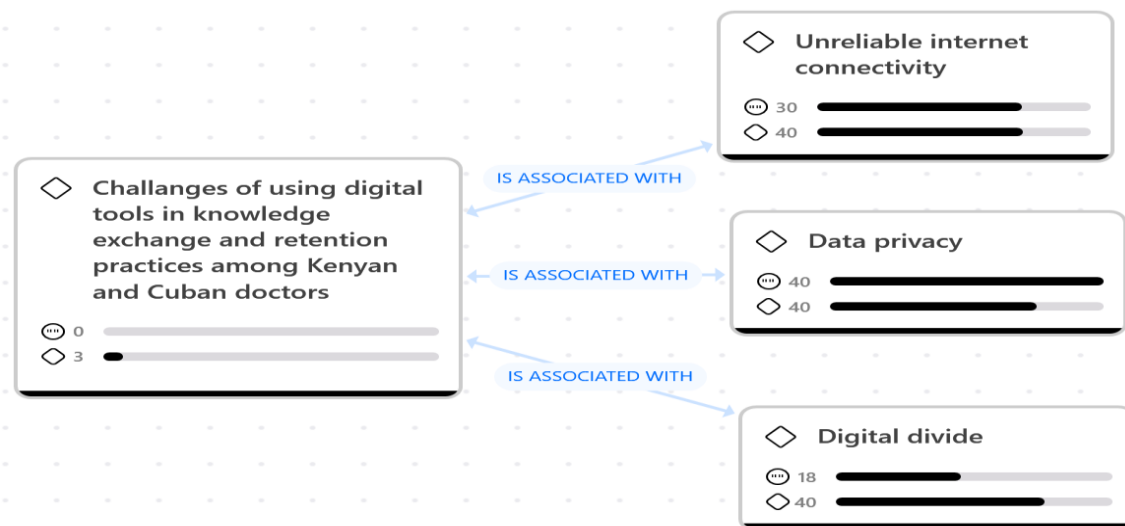 Unreliable internet
connectivity
30
40
IS ASSOCIATED WITH
Challanges of using digital
tools in knowledge
exchange and retention
practices among Kenyan
and Cuban doctors
0
3
IS ASSOCIATED WITH
Data privacy
40
40
IS ASSOCIATED WITH
Digital divide
18
40